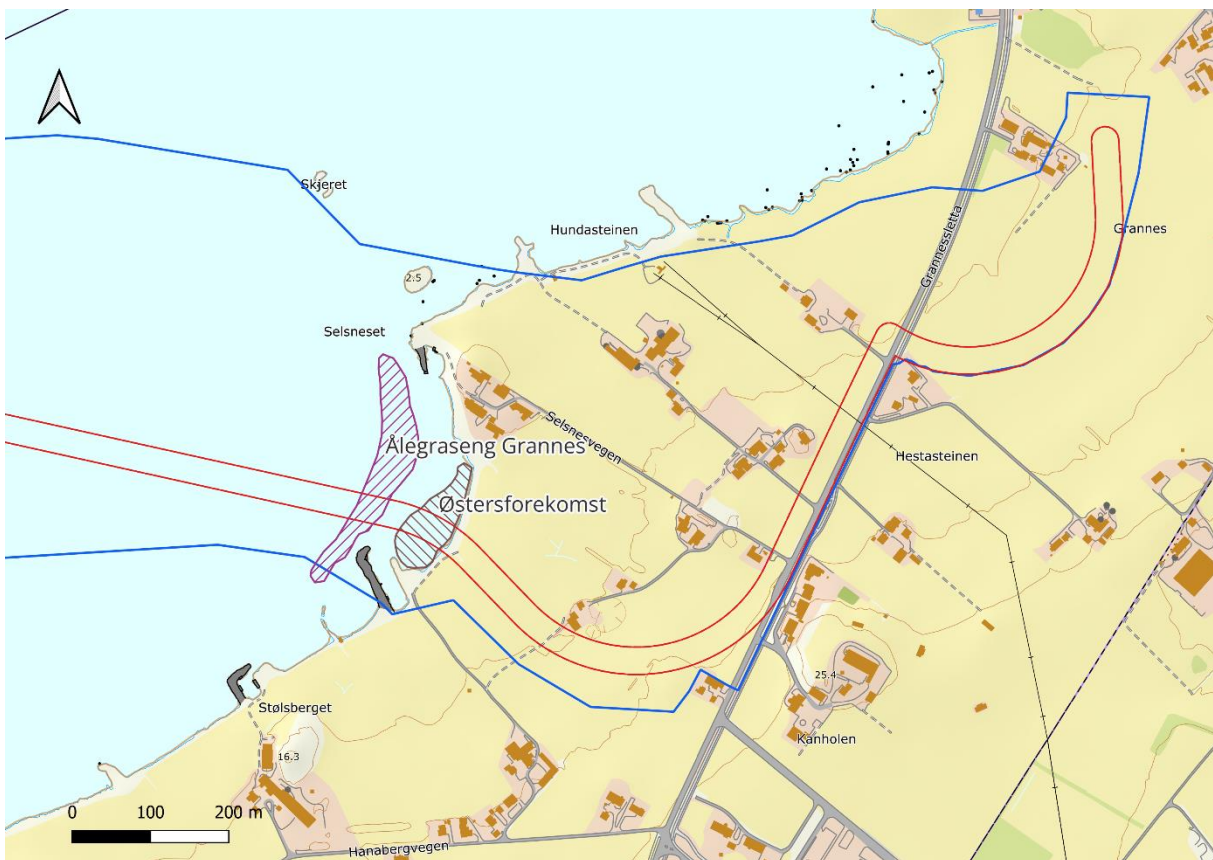 Skjeret
Hundasteinen
Grannessletta
Grannes
2.5
Selsneset
Selsnesvegen
Ålegraseng Grannes
Hestasteinen
Østersforekomst
25.4
Stølsberget
Kanholen
16.3
0 100 200 m
Hanabergvegen